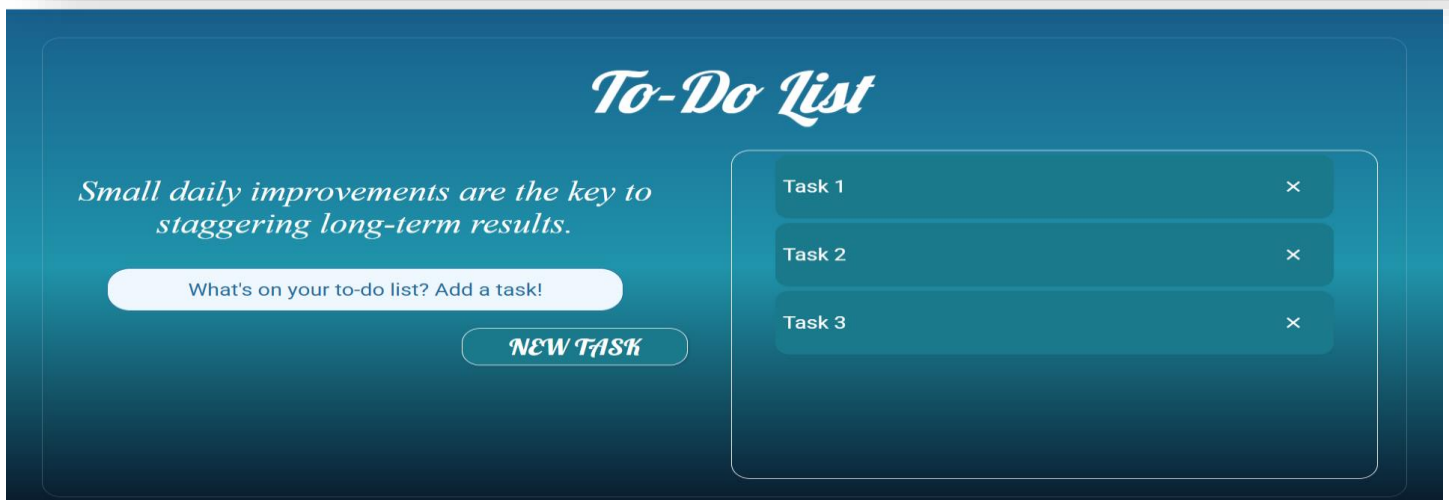 To-Do List
Small daily improvements are the key to
staggering long-term results.
What's on your to-do list? Add a task!
NEW TASK
Task 1 ×
Task 2 ×
Task 3 ×